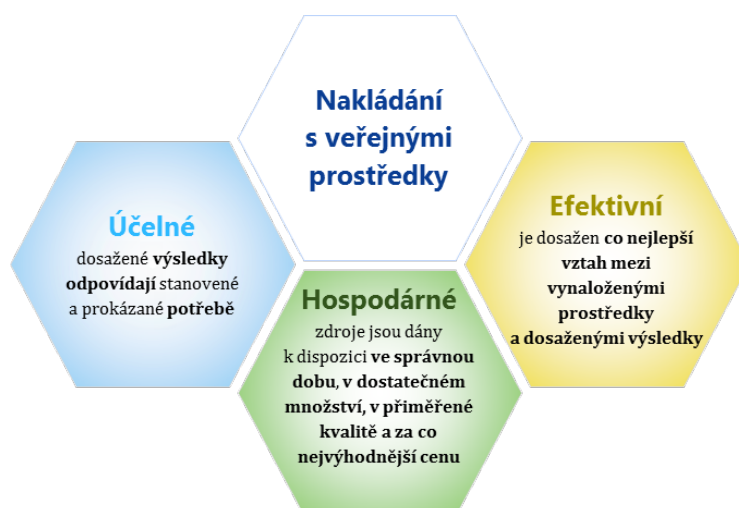 Nakládání
s veřejnými
prostředky
Účelné
dosažené výsledky
odpovídají stanovené
a prokázané potřebě
Hospodárné
zdroje jsou dány
k dispozici ve správnou
dobu, v dostatečném
množství, v přiměřené
kvalitě a za co
nejvýhodnější cenu
Efektivní
je dosažen co nejlepší
vztah mezi
vynaloženými
prostředky
a dosaženými výsledky